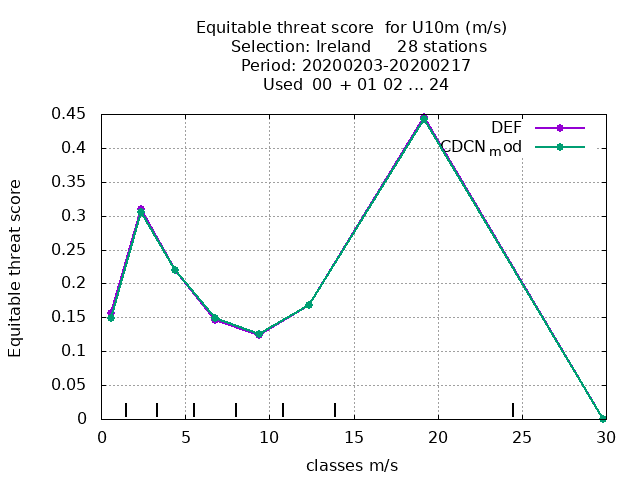 Equitable threat score  for U10m (m/s)
Selection: Ireland     28 stations
Period: 20200203-20200217
Used  00 + 01 02 ... 24
0.45
0.4
0.35
0.3
0.25
0.2
0.15
0.1
0.05
0
Equitable threat score
DEF
CDCN_mod
0 5 10 15 20 25 30
classes m/s